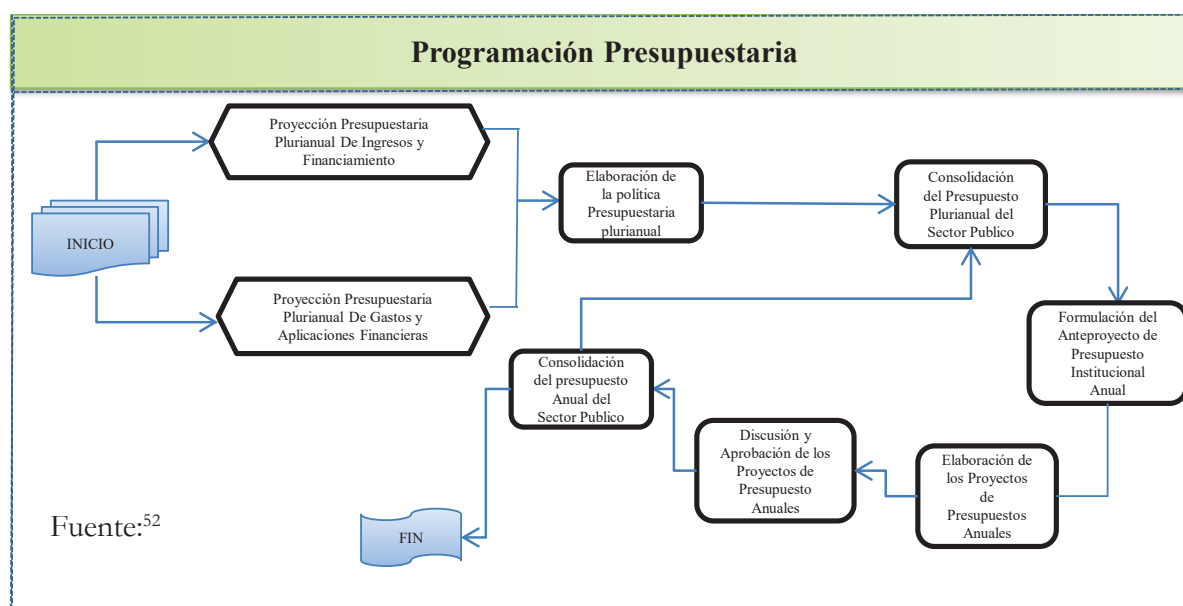 Programación Presupuestaria
Proyección Presupuestaria
Plurianual De Ingresos y
Financiamiento
INICIO
Proyección Presupuestaria
Plurianual De Gastos y
Aplicaciones Financieras
Elaboración de
la política
Presupuestaria
plurianual
Consolidación
del Presupuesto
Plurianual del
Sector Publico
Formulación del
Anteproyecto de
Presupuesto
Institucional
Anual
Elaboración de
los Proyectos
de
Presupuestos
Anuales
Discusión y
Aprobación de los
Proyectos de
Presupuesto
Anuales
Consolidación
del presupuesto
Anual del
Sector Publico
FIN
Fuente:52